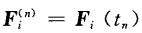 F_i^{(n)} = F_i (t_n)